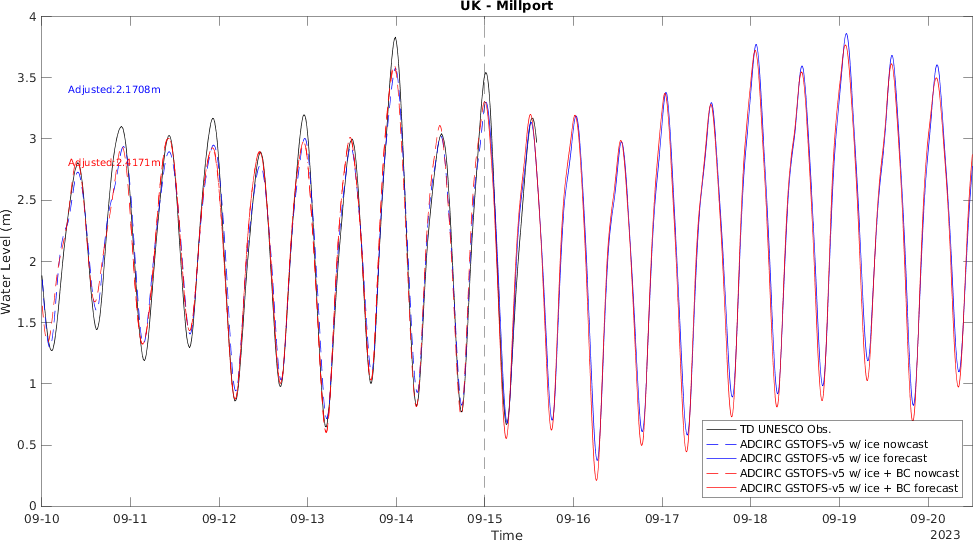 UK - Millport
4
3.5
3
2.5
2
1.5
1
0.5
0
Water Level (m)
Adjusted:2.1708m
Adjusted:2.4171m
TD UNESCO Obs.
ADCIRC GSTOFS-v5 w/ ice nowcast
ADCIRC GSTOFS-v5 w/ ice forecast
ADCIRC GSTOFS-v5 w/ ice + BC nowcast
ADCIRC GSTOFS-v5 w/ ice + BC forecast
09-10 09-11 09-12 09-13 09-14 09-15 09-16 09-17 09-18 09-19 09-20
Time
2023